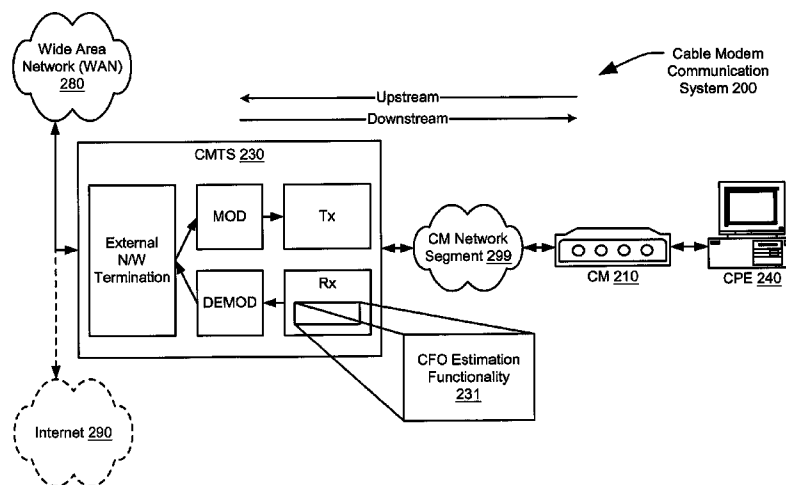 Wide Area
Network (WAN)
280
Cable Modem
Communication
System 200
Upstream
Downstream
CMTS 230
External
N/W
Termination
MOD
Tx
DEMOD
Rx
CM Network
Segment 299
CM 210
CPE 240
CFO Estimation
Functionality
231
Internet 290